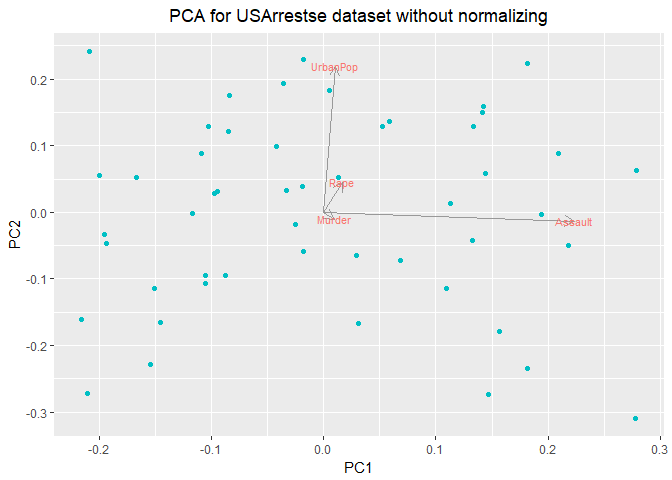 PCA for USArrestse dataset without normalizing
0.2
0.1
0.0
-0.1
-0.2
-0.3
PC2
UrbanPop
Rape
Murder
Assault
-0.2
-0.1
0.0
0.1
0.2
0.3
PC1